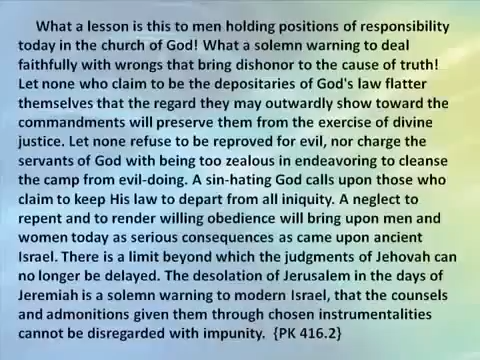 What a lesson is this to men holding positions of responsibility
today in the church of God! What a solemn warning to deal
faithfully with wrongs that bring dishonor to the cause of truth!
Let none who claim to be the depositaries of God's law flatter
themselves that the regard they may outwardly show toward the
commandments will preserve them from the exercise of divine
justice. Let none refuse to be reproved for evil, nor charge the
servants of God with being too zealous in endeavoring to cleanse
the camp from evil-doing. A sin-hating God calls upon those who
claim to keep His law to depart from all iniquity. A neglect to
repent and to render willing obedience will bring upon men and
women today as serious consequences as came upon ancient
Israel. There is a limit beyond which the judgments of Jehovah can
no longer be delayed. The desolation of Jerusalem in the days of
Jeremiah is a solemn warning to modern Israel, that the counsels
and admonitions given them through chosen instrumentalities
cannot be disregarded with impunity.  {PK 416.2}